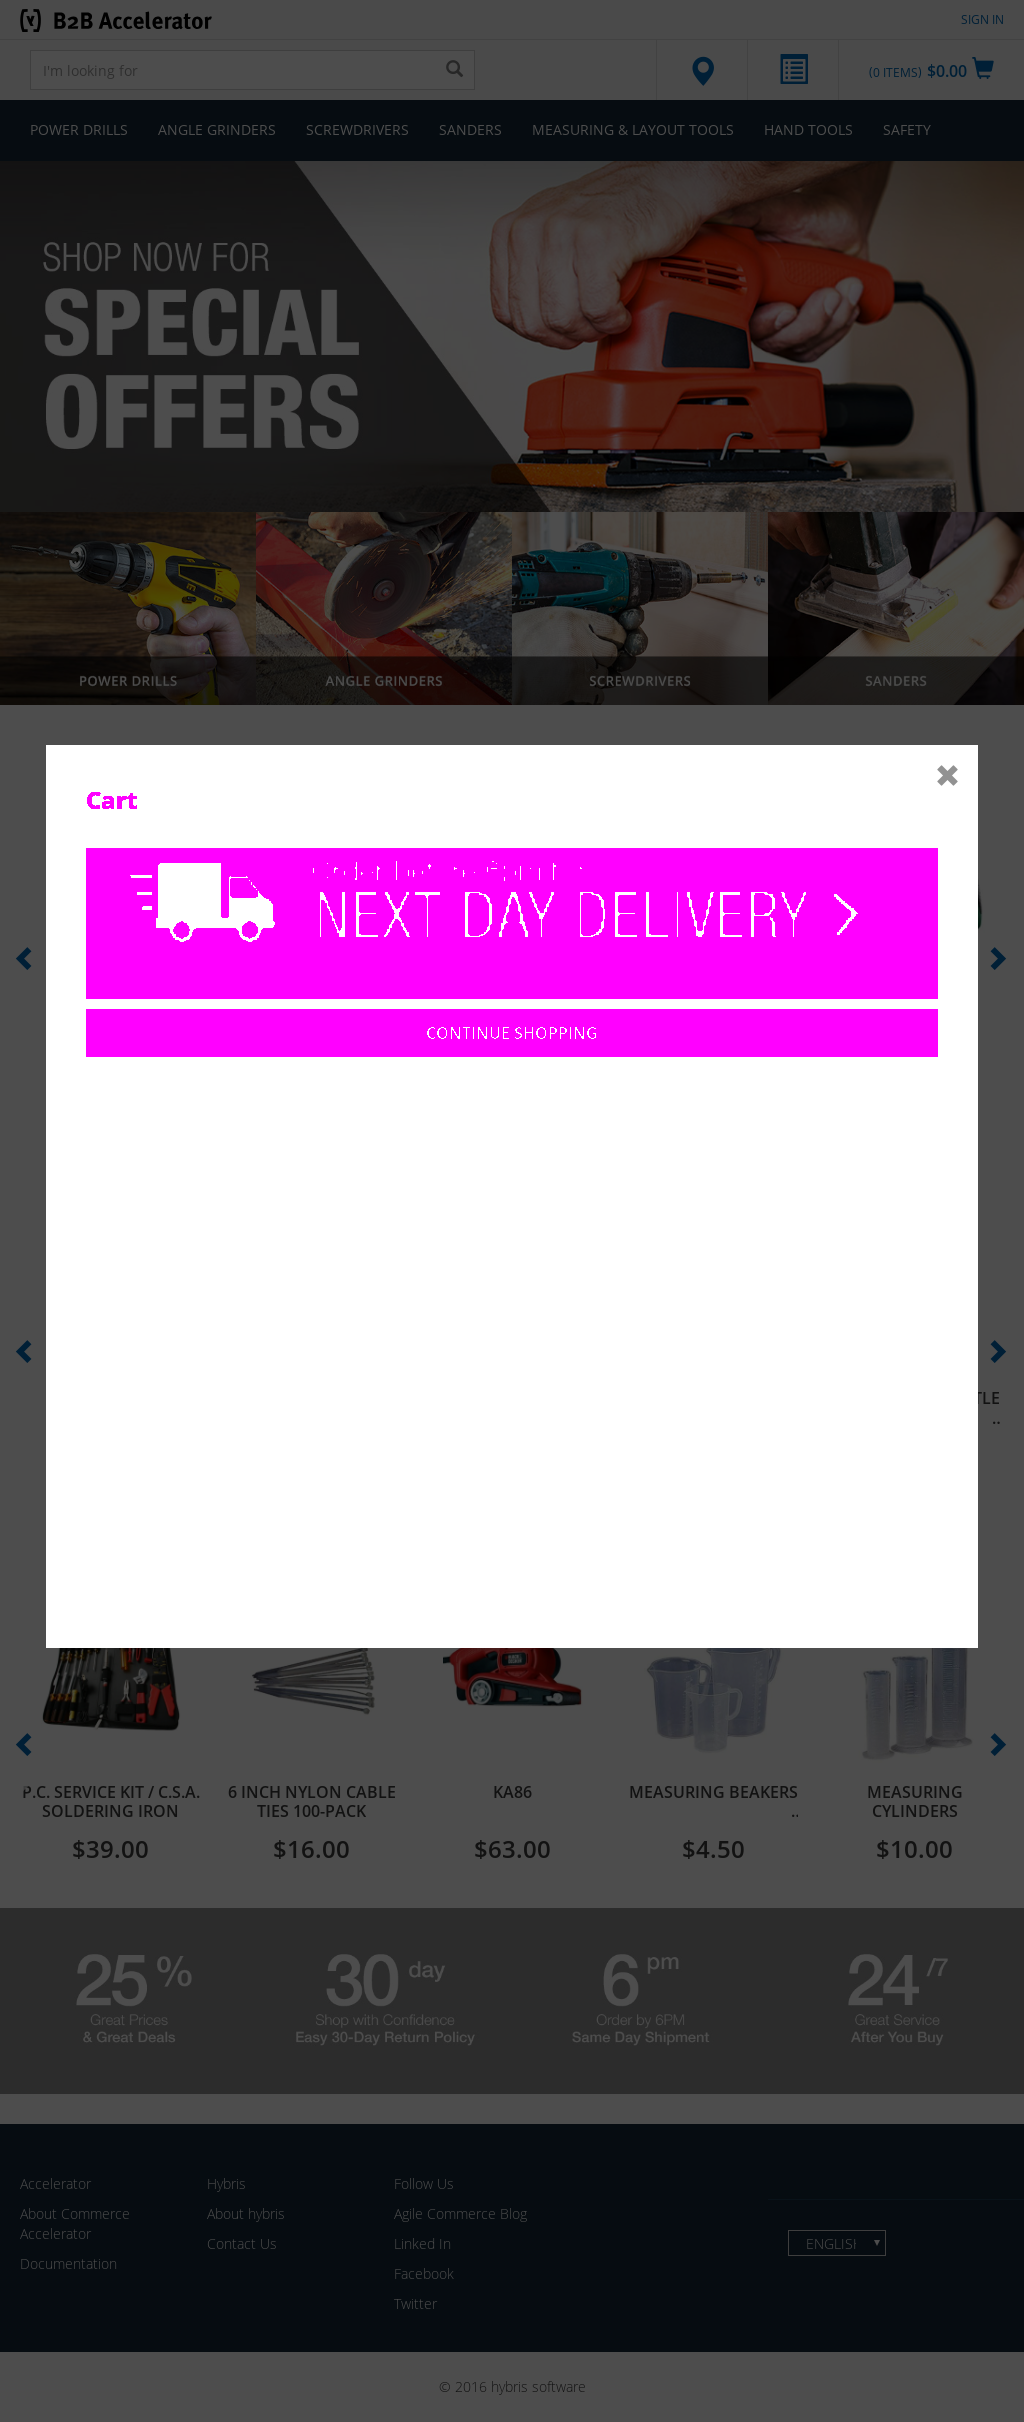 B2B Accelerator
SIGN IN
I'm looking for
(0 ITEMS) $0.00
POWER DRILLS ANGLE GRINDERS SCREWDRIVERS SANDERS MEASURING & LAYOUT TOOLS HAND TOOLS SAFETY
SHOP NOW FOR
SPECIAL
OFFERS
POWER DRILLS ANGLE GRINDERS SCREWDRIVERS SANDERS
Cart
NEXT DAY DELIVERY >
CONTINUE SHOPPING
TLE
..
P.C. SERVICE KIT / C.S.A.
SOLDERING IRON
$39.00
6 INCH NYLON CABLE
TIES 100-PACK
$16.00
KA86
$63.00
MEASURING BEAKERS
..
$4.50
MEASURING
CYLINDERS
$10.00
25 %
Great Prices
& Great Deals
30 day
Shop with Confidence
Easy 30-Day Return Policy
6 pm
Order by 6PM
Same Day Shipment
24 /7
Great Service
After You Buy
Accelerator
About Commerce
Accelerator
Documentation
Hybris
About hybris
Contact Us
Follow Us
Agile Commerce Blog
Linked In
Facebook
Twitter
ENGLISH
© 2016 hybris software